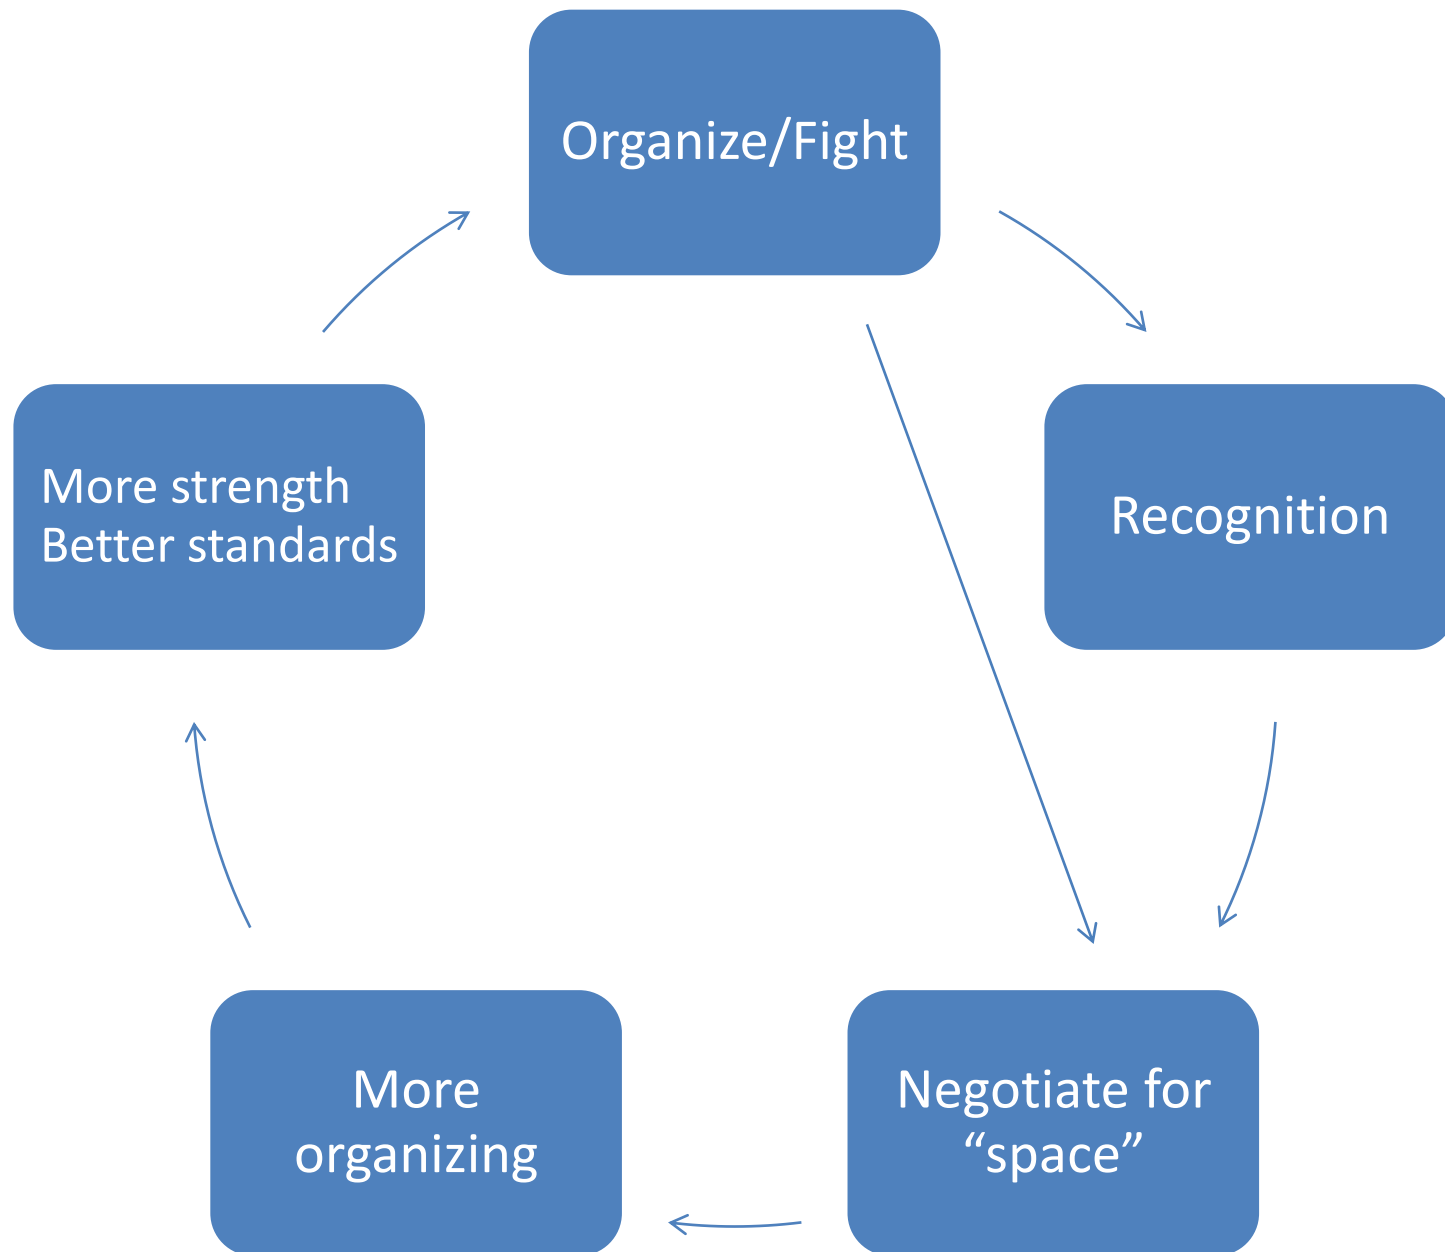 Organize/Fight
Recognition
Negotiate for
“space”
More
organizing
More strength
Better standards